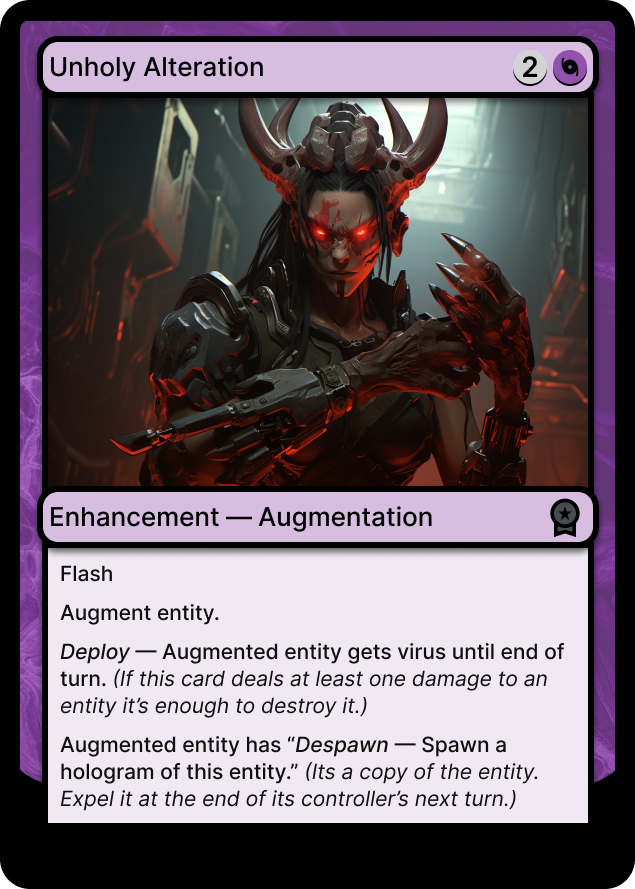 Unholy Alteration 2
Enhancement — Augmentation
Flash
Augment entity.
Deploy — Augmented entity gets virus until end of
turn. (If this card deals at least one damage to an
entity it’s enough to destroy it.)
Augmented entity has “Despawn — Spawn a
hologram of this entity.” (Its a copy of the entity.
Expel it at the end of its controller’s next turn.)